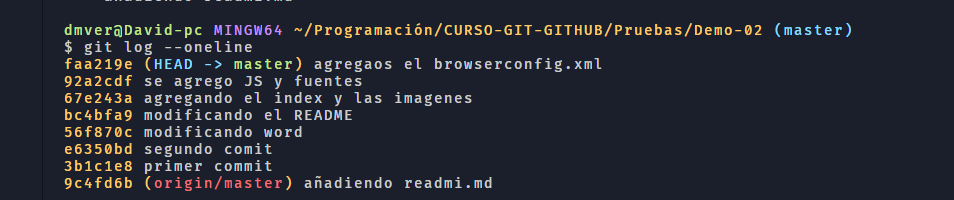 dmver@David-pc MINGW64 ~/Programación/CURSO-GIT-GITHUB/Pruebas/Demo-02 (master)
$ git log --oneline
faa219e (HEAD -> master) agregaos el browserconfig.xml
92a2cdf se agrego JS y fuentes
67e243a agregando el index y las imagenes
bc4bfa9 modificando el README
56f870c modificando word
e6350bd segundo comit
3b1c1e8 primer commit
9c4fd6b (origin/master) añadiendo readmi.md